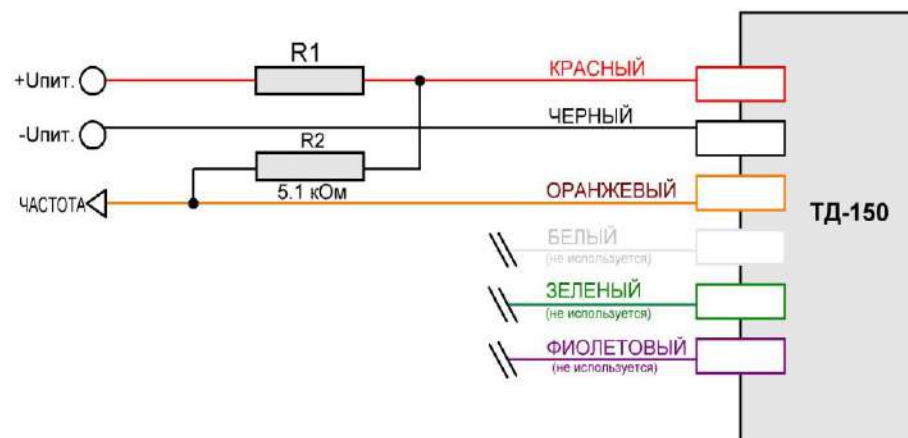 R1
+Uпит.
КРАСНЫЙ
-Uпит.
ЧЕРНЫЙ
R2
5.1 кОм
ЧАСТОТА
ОРАНЖЕВЫЙ
ТД-150
БЕЛЫЙ
(не используется)
ЗЕЛЕНЫЙ
(не используется)
ФИОЛЕТОВЫЙ
(не используется)